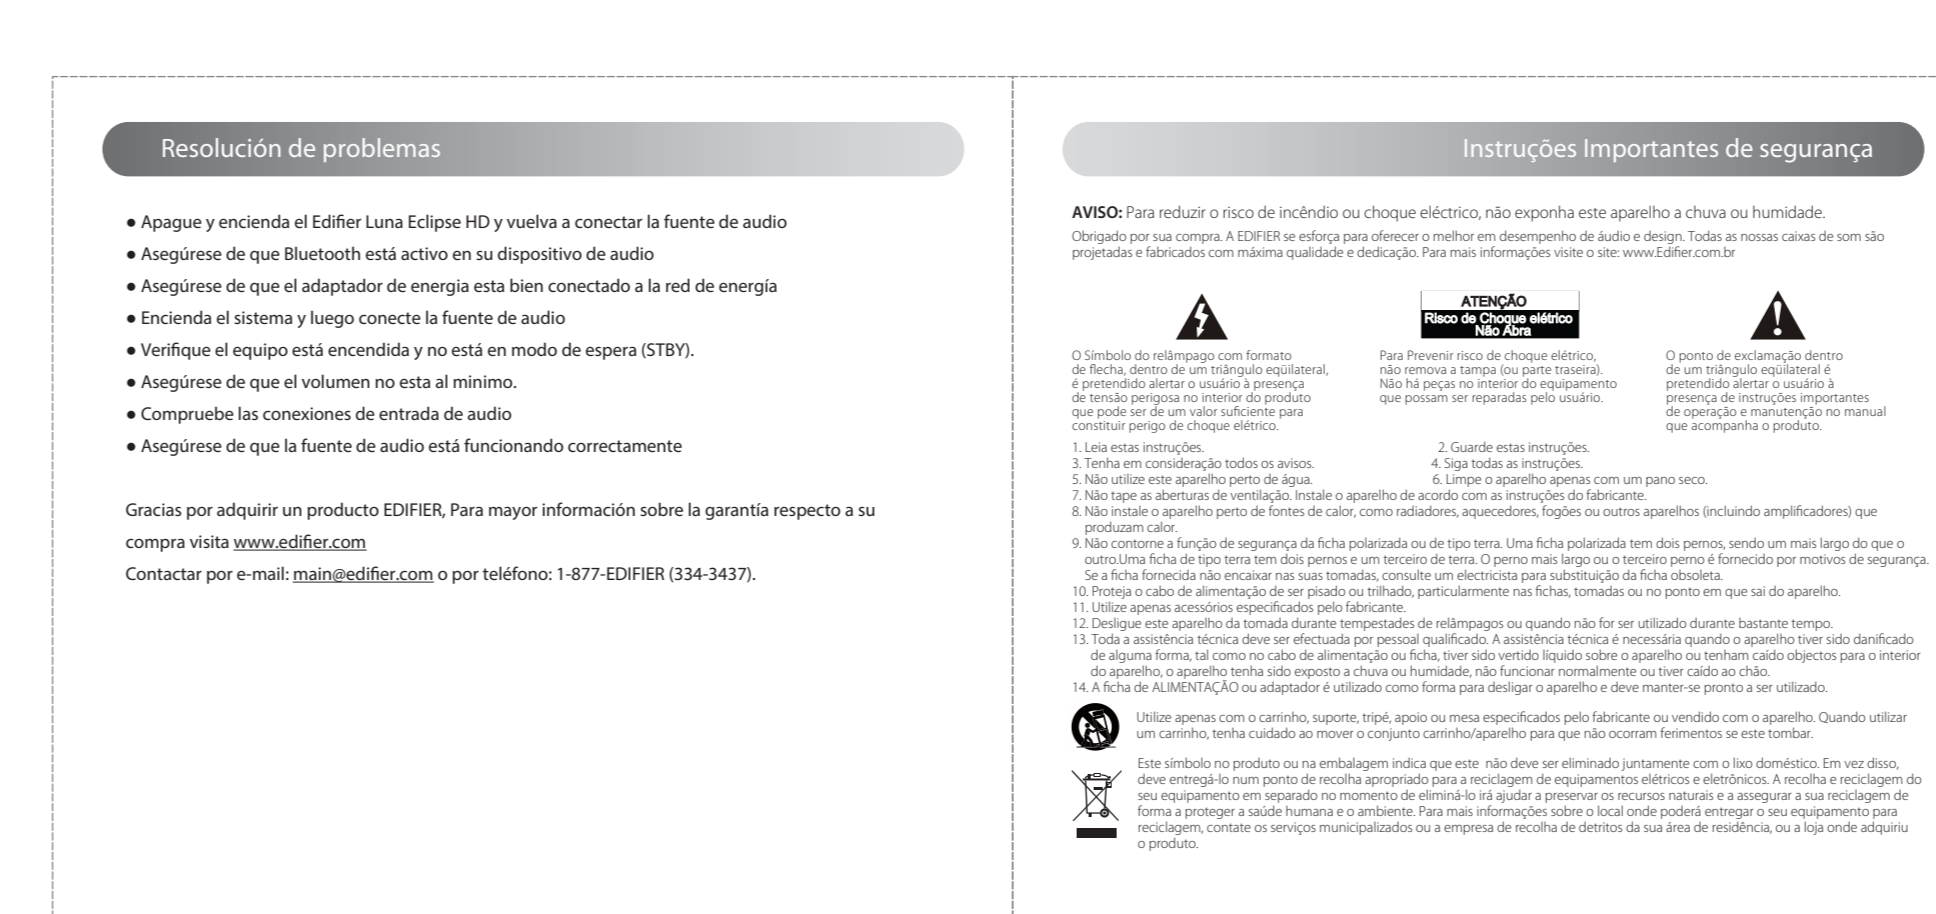 Resolución de problemas
● Apague y encienda el Edifier Luna Eclipse HD y vuelva a conectar la fuente de audio
● Asegúrese de que Bluetooth está activo en su dispositivo de audio
● Asegúrese de que el adaptador de energia esta bien conectado a la red de energía
● Encienda el sistema y luego conecte la fuente de audio
● Verifique el equipo está encendida y no está en modo de espera (STBY).
● Asegúrese de que el volumen no esta al minimo.
● Compruebe las conexiones de entrada de audio
● Asegúrese de que la fuente de audio está funcionando correctamente
Gracias por adquirir un producto EDIFIER, Para mayor información sobre la garantía respecto a su
compra visita www.edifier.com
Contactar por e-mail: main@edifier.com o por teléfono: 1-877-EDIFIER (334-3437).
Instruções Importantes de segurança
AVISO: Para reduzir o risco de incêndio ou choque eléctrico, não exponha este aparelho a chuva ou humidade.
Obrigado por sua compra. A EDIFIER se esforça para oferecer o melhor em desempenho de áudio e design. Todas as nossas caixas de som são
projetadas e fabricados com máxima qualidade e dedicação. Para mais informações visite o site: www.Edifier.com.br
O Símbolo do relâmpago com formato
de flecha, dentro de um triângulo eqüilateral,
é pretendido alertar o usuário à presença
de tensão perigosa no interior do produto
que pode ser de um valor suficiente para
constituir perigo de choque elétrico.
ATENÇÃO
Risco de Choque elétrico
Não Abra
Para Prevenir risco de choque elétrico,
não remova a tampa (ou parte traseira).
Não há peças no interior do equipamento
que possam ser reparadas pelo usuário.
O ponto de exclamação dentro
de um triângulo eqüilateral é
pretendido alertar o usuário à
presença de instruções importantes
de operação e manutenção no manual
que acompanha o produto.
1. Leia estas instruções. 2. Guarde estas instruções.
3. Tenha em consideração todos os avisos. 4. Siga todas as instruções.
5. Não utilize este aparelho perto de água. 6. Limpe o aparelho apenas com um pano seco.
7. Não tape as aberturas de ventilação. Instale o aparelho de acordo com as instruções do fabricante.
8. Não instale o aparelho perto de fontes de calor, como radiadores, aquecedores, fogões ou outros aparelhos (incluindo amplificadores) que
produzam calor.
9. Não contorne a função de segurança da ficha polarizada ou de tipo terra. Uma ficha polarizada tem dois pernos, sendo um mais largo do que o
outro.Uma ficha de tipo terra tem dois pernos e um terceiro de terra. O perno mais largo ou o terceiro perno é fornecido por motivos de segurança.
Se a ficha fornecida não encaixar nas suas tomadas, consulte um electricista para substituição da ficha obsoleta.
10. Proteja o cabo de alimentação de ser pisado ou trilhado, particularmente nas fichas, tomadas ou no ponto em que sai do aparelho.
11. Utilize apenas acessórios especificados pelo fabricante.
12. Desligue este aparelho da tomada durante tempestades de relâmpagos ou quando não for ser utilizado durante bastante tempo.
13. Toda a assistência técnica deve ser efectuada por pessoal qualificado. A assistência técnica é necessária quando o aparelho tiver sido danificado
de alguma forma, tal como no cabo de alimentação ou ficha, tiver sido vertido líquido sobre o aparelho ou tenham caído objectos para o interior
do aparelho, o aparelho tenha sido exposto a chuva ou humidade, não funcionar normalmente ou tiver caído ao chão.
14. A ficha de ALIMENTAÇÃO ou adaptador é utilizado como forma para desligar o aparelho e deve manter-se pronto a ser utilizado.
Utilize apenas com o carrinho, suporte, tripé, apoio ou mesa especificados pelo fabricante ou vendido com o aparelho. Quando utilizar
um carrinho, tenha cuidado ao mover o conjunto carrinho/aparelho para que não ocorram ferimentos se este tombar.
Este símbolo no produto ou na embalagem indica que este não deve ser eliminado juntamente com o lixo doméstico. Em vez disso,
deve entregá-lo num ponto de recolha apropriado para a reciclagem de equipamentos elétricos e eletrônicos. A recolha e reciclagem do
seu equipamento em separado no momento de eliminá-lo irá ajudar a preservar os recursos naturais e a assegurar a sua reciclagem de
forma a proteger a saúde humana e o ambiente. Para mais informações sobre o local onde poderá entregar o seu equipamento para
reciclagem, contate os serviços municipalizados ou a empresa de recolha de detritos da sua área de residência, ou a loja onde adquiriu
o produto.